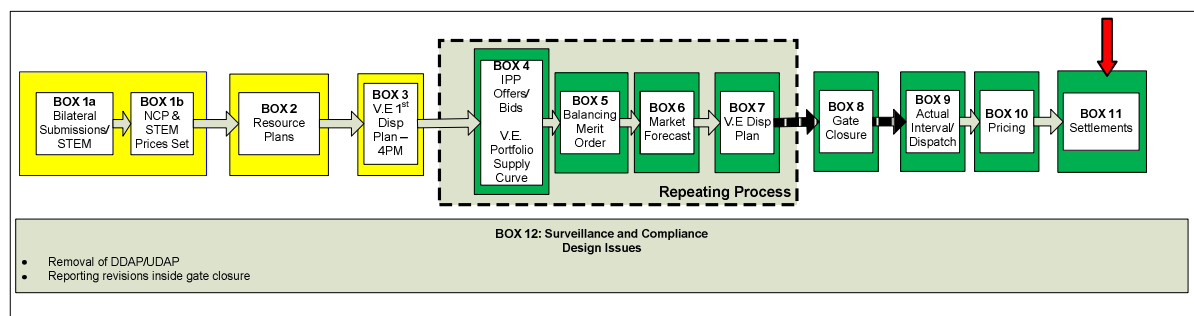 BOX 1a
Bilateral
Submissions/
STEM
BOX 1b
NCP &
STEM
Prices Set
BOX 2
Resource
Plans
BOX 3
V.E 1st
Disp
Plan –
4PM
BOX 4
IPP
Offers/
Bids
V.E.
Portfolio
Supply
Curve
BOX 5
Balancing
Merit
Order
BOX 6
Market
Forecast
BOX 7
V.E Disp
Plan
Repeating Process
BOX 8
Gate
Closure
BOX 9
Actual
Interval/
Dispatch
BOX 10
Pricing
BOX 11
Settlements
BOX 12: Surveillance and Compliance
Design Issues
• Removal of DDAP/UDAP
• Reporting revisions inside gate closure